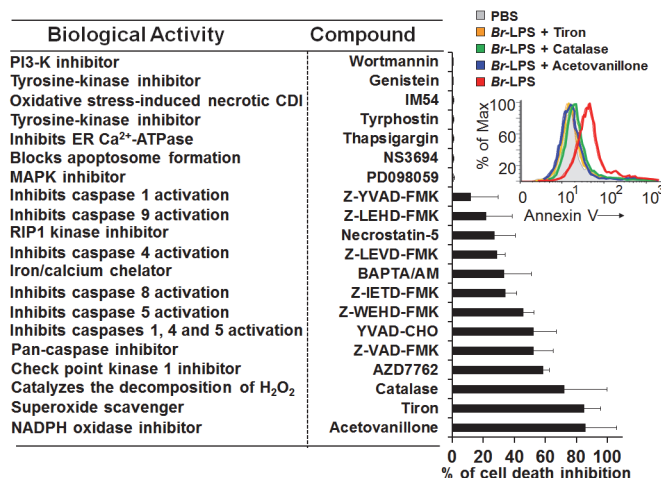 Biological Activity Compound
PI3-K inhibitor Wortmannin
Tyrosine-kinase inhibitor Genistein
Oxidative stress-induced necrotic CDI IM54
Tyrosine-kinase inhibitor Tyrphostin
Inhibits ER Ca²⁺-ATPase Thapsigargin
Blocks apoptosome formation NS3694
MAPK inhibitor PD098059
Inhibits caspase 1 activation Z-YVAD-FMK
Inhibits caspase 9 activation Z-LEHD-FMK
RIP1 kinase inhibitor Necrostatin-5
Inhibits caspase 4 activation Z-LEVD-FMK
Iron/calcium chelator BAPTA/AM
Inhibits caspase 8 activation Z-IETD-FMK
Inhibits caspase 5 activation Z-WEHD-FMK
Inhibits caspases 1, 4 and 5 activation YVAD-CHO
Pan-caspase inhibitor Z-VAD-FMK
Check point kinase 1 inhibitor AZD7762
Catalyzes the decomposition of H₂O₂ Catalase
Superoxide scavenger Tiron
NADPH oxidase inhibitor Acetovanillone
0 20 40 60 80 100
% of cell death inhibition
PBS
Br-LPS + Tiron
Br-LPS + Catalase
Br-LPS + Acetovanillone
Br-LPS
% of Max
100
80
60
40
20
0 10¹ 10² 10³
Annexin V